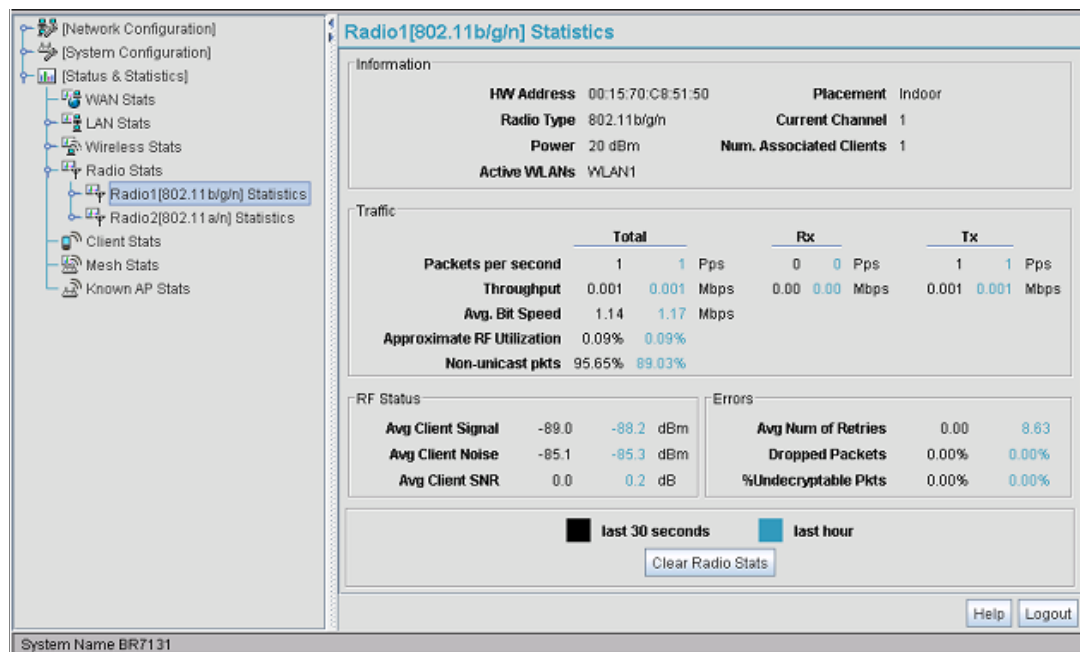 [Network Configuration]
[System Configuration]
[Status & Statistics]
WAN Stats
LAN Stats
Wireless Stats
Radio Stats
Radio1[802.11b/g/n] Statistics
Radio2[802.11a/n] Statistics
Client Stats
Mesh Stats
Known AP Stats
Radio1[802.11b/g/n] Statistics
Information
HW Address 00:15:70:C8:51:50 Placement Indoor
Radio Type 802.11b/g/n Current Channel 1
Power 20 dBm Num. Associated Clients 1
Active WLANs WLAN1
Traffic
Total Rx Tx
Packets per second 1 1 Pps 0 0 Pps 1 1 Pps
Throughput 0.001 0.001 Mbps 0.00 0.00 Mbps 0.001 0.001 Mbps
Avg. Bit Speed 1.14 1.17 Mbps
Approximate RF Utilization 0.09% 0.09%
Non-unicast pkts 95.65% 89.03%
RF Status
Avg Client Signal -89.0 -88.2 dBm
Avg Client Noise -85.1 -85.3 dBm
Avg Client SNR 0.0 0.2 dB
Errors
Avg Num of Retries 0.00 8.63
Dropped Packets 0.00% 0.00%
%Undecryptable Pkts 0.00% 0.00%
last 30 seconds last hour
Clear Radio Stats
Help Logout
System Name BR7131